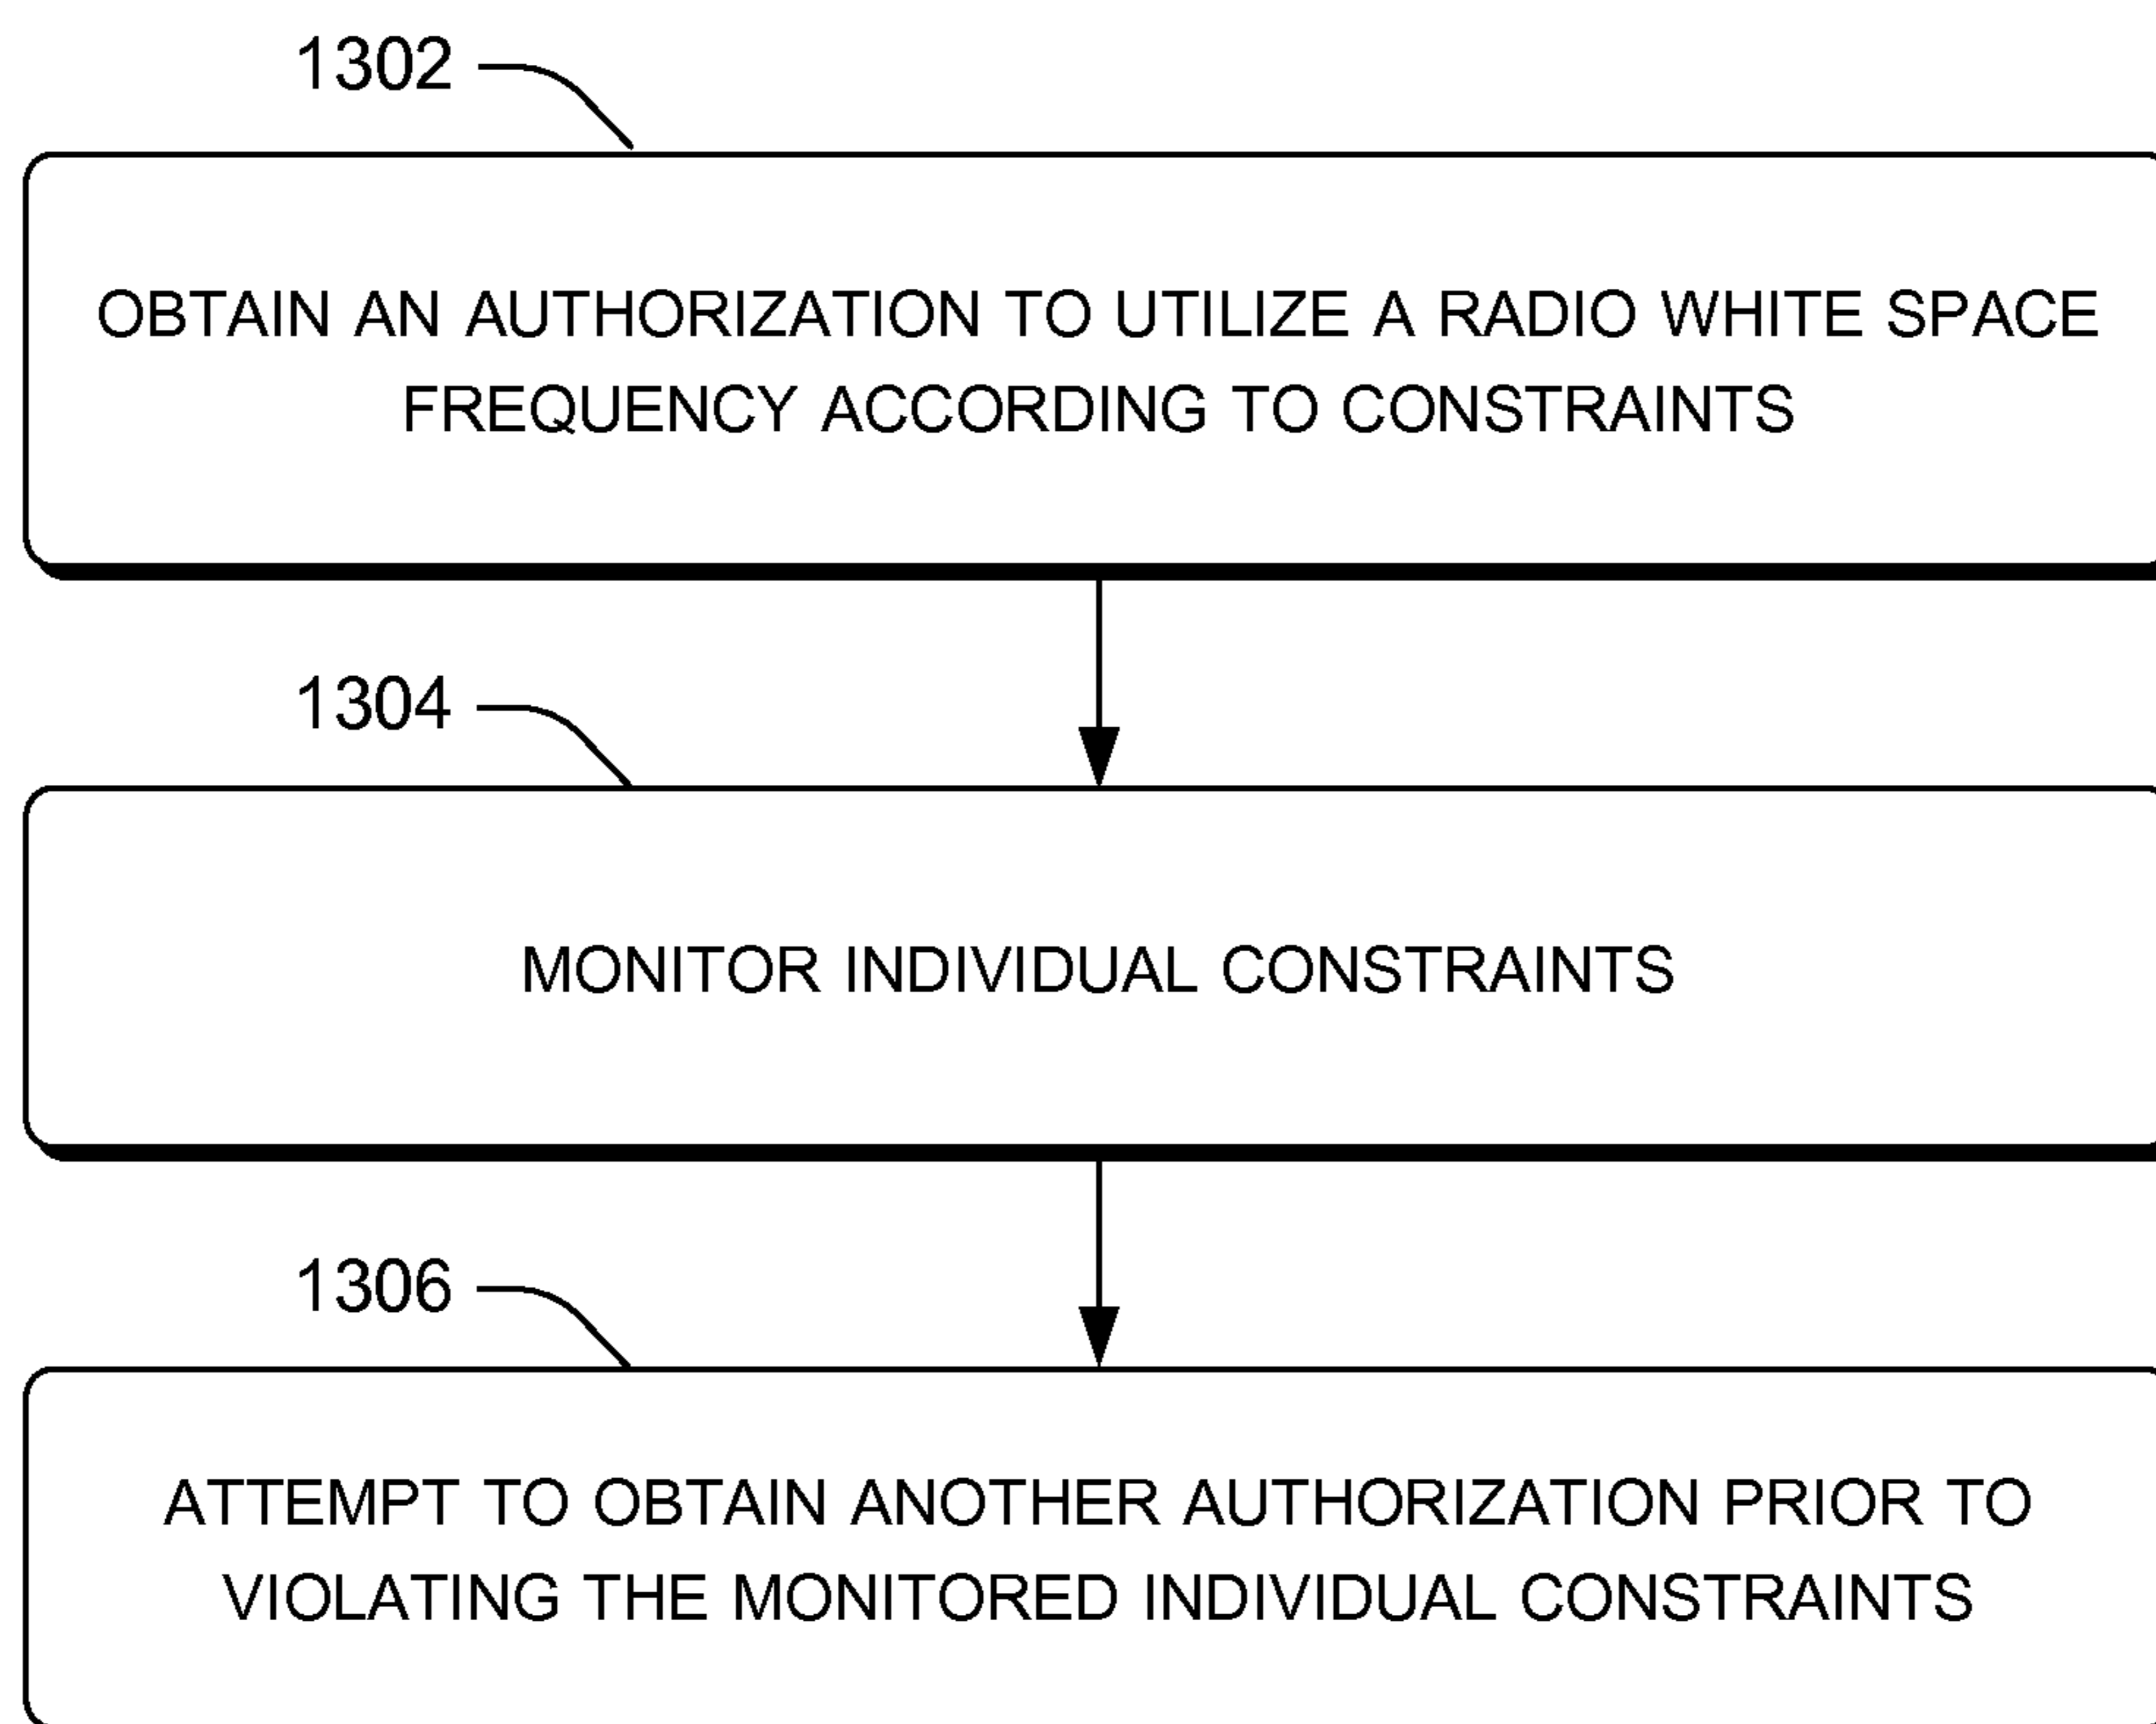 1302
OBTAIN AN AUTHORIZATION TO UTILIZE A RADIO WHITE SPACE
FREQUENCY ACCORDING TO CONSTRAINTS
1304
MONITOR INDIVIDUAL CONSTRAINTS
1306
ATTEMPT TO OBTAIN ANOTHER AUTHORIZATION PRIOR TO
VIOLATING THE MONITORED INDIVIDUAL CONSTRAINTS